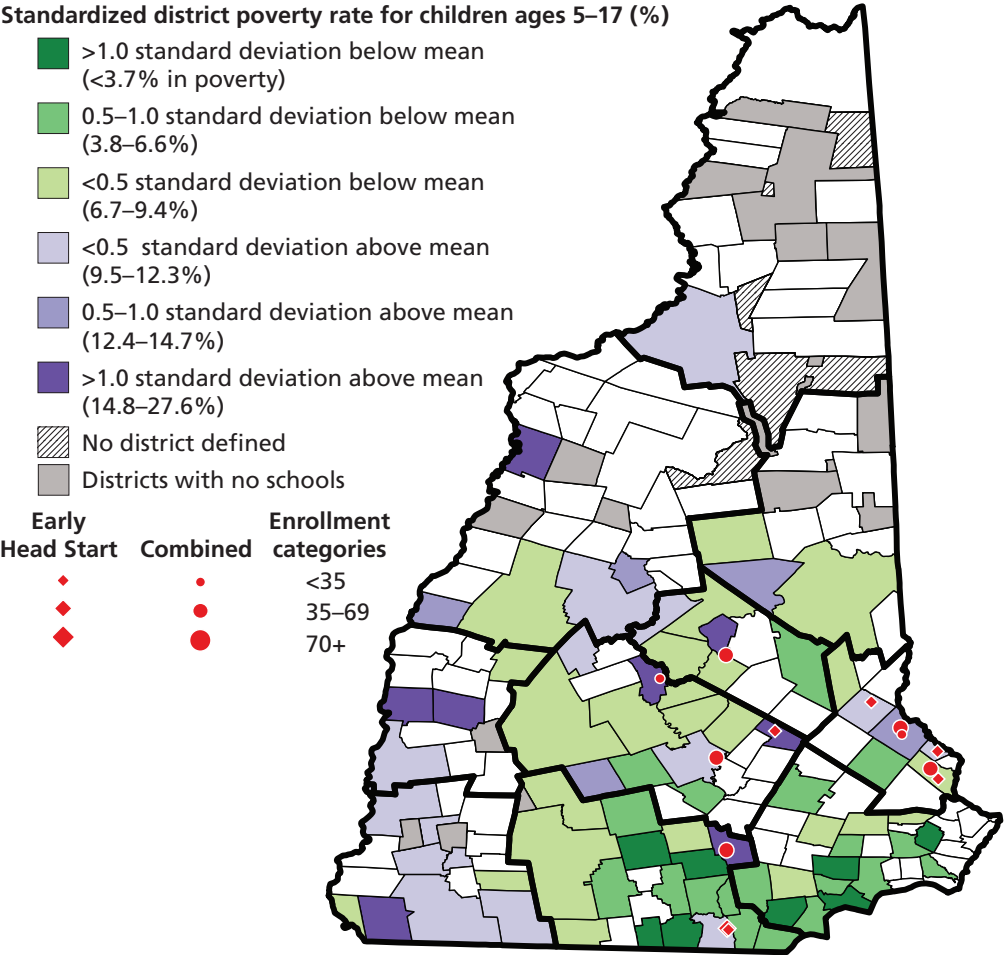 Standardized district poverty rate for children ages 5–17 (%)
>1.0 standard deviation below mean
(<3.7% in poverty)
0.5–1.0 standard deviation below mean
(3.8–6.6%)
<0.5 standard deviation below mean
(6.7–9.4%)
<0.5 standard deviation above mean
(9.5–12.3%)
0.5–1.0 standard deviation above mean
(12.4–14.7%)
>1.0 standard deviation above mean
(14.8–27.6%)
No district defined
Districts with no schools
Early Enrollment
Head Start Combined categories
<35
35–69
70+